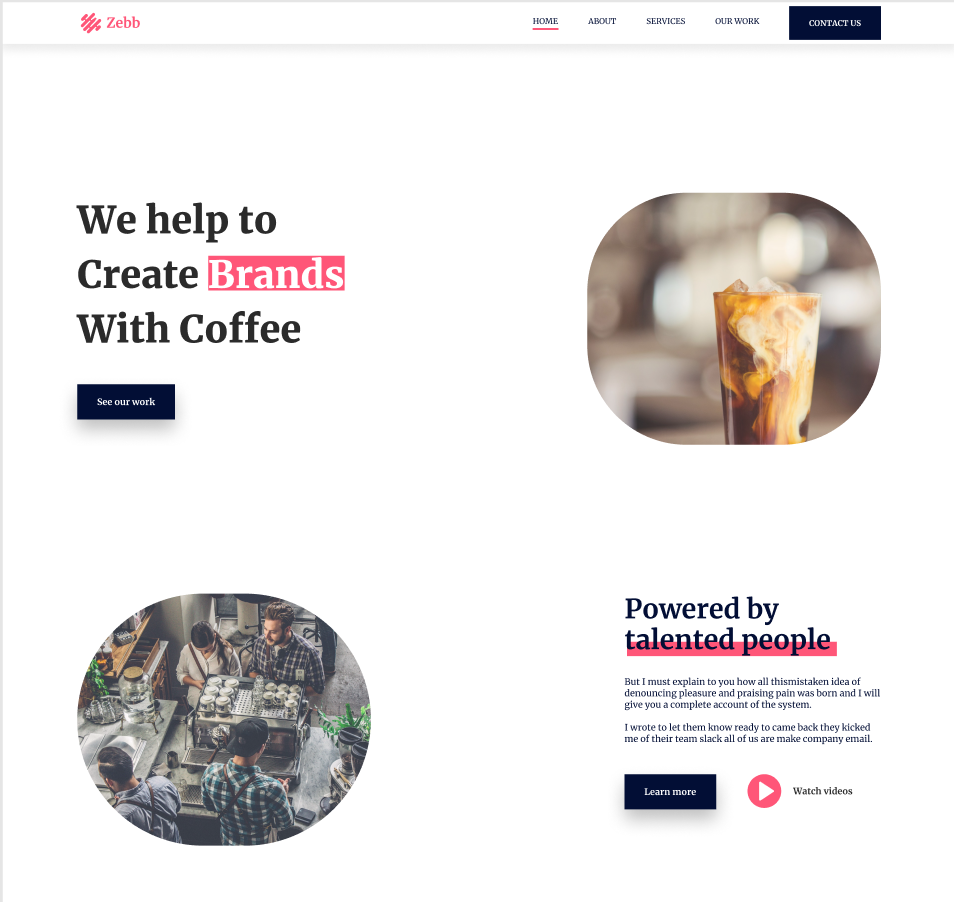 Zebb
HOME ABOUT SERVICES OUR WORK CONTACT US
We help to
Create Brands
With Coffee
See our work
Powered by
talented people
But I must explain to you how all thismistaken idea of
denouncing pleasure and praising pain was born and I will
give you a complete account of the system.
I wrote to let them know ready to came back they kicked
me of their team slack all of us are make company email.
Learn more
Watch videos